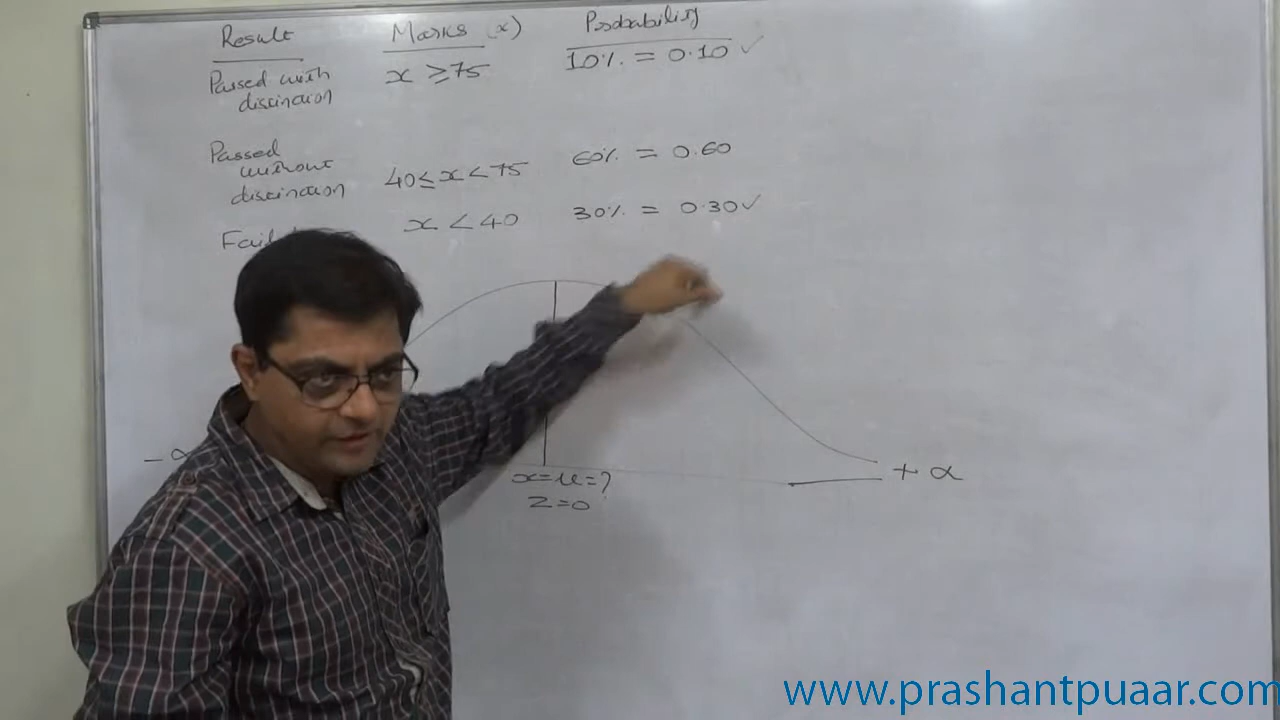 Result Marks (x) Probability
Passed with x ≥ 75 10% = 0.10 ✓
distinction
Passed
without 40 ≤ x < 75 60% = 0.60
distinction
Fail x < 40 30% = 0.30 ✓
-∝ x=μ=? +∝
Z=0
www.prashantpuaar.com